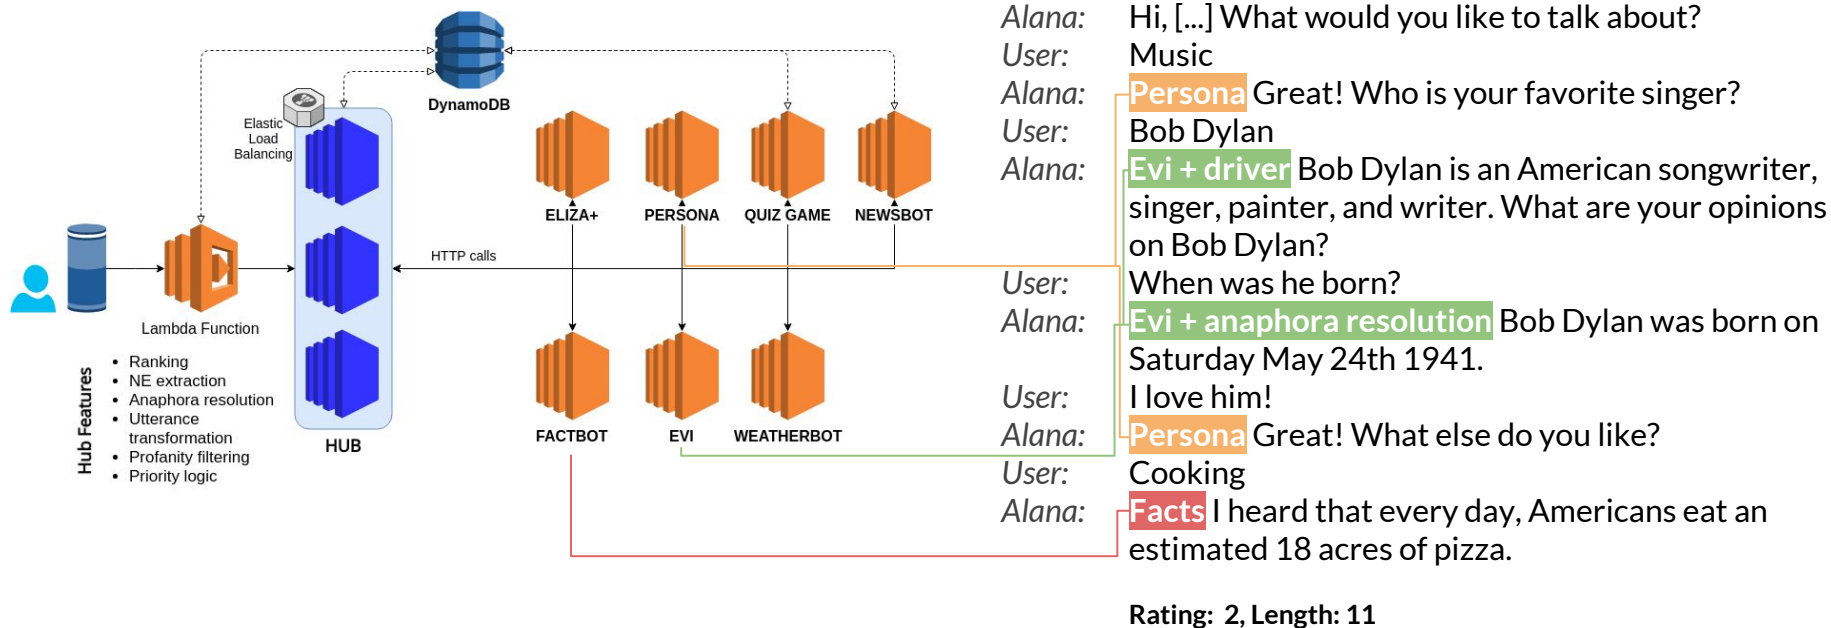 DynamoDB
Elastic
Load
Balancing
ELIZA+
PERSONA
QUIZ GAME
NEWSBOT
HTTP calls
Lambda Function
HUB
FACTBOT
EVI
WEATHERBOT
Hub Features
• Ranking
• NE extraction
• Anaphora resolution
• Utterance
transformation
• Profanity filtering
• Priority logic
Alana: Hi, [...] What would you like to talk about?
User: Music
Alana: Persona Great! Who is your favorite singer?
User: Bob Dylan
Alana: Evi + driver Bob Dylan is an American songwriter,
singer, painter, and writer. What are your opinions
on Bob Dylan?
User: When was he born?
Alana: Evi + anaphora resolution Bob Dylan was born on
Saturday May 24th 1941.
User: I love him!
Alana: Persona Great! What else do you like?
User: Cooking
Alana: Facts I heard that every day, Americans eat an
estimated 18 acres of pizza.
Rating: 2, Length: 11